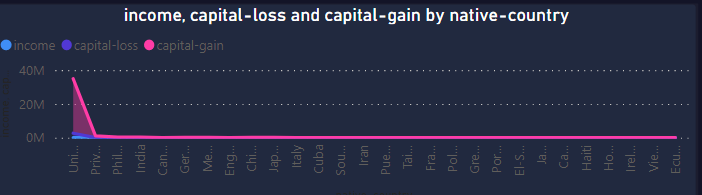 income, capital-loss and capital-gain by native-country
income capital-loss capital-gain
40M
20M
0M
Uni... Priv... Phil... India Can... Ger... Me... Eng... Chi... Jap... Italy Cuba Sou... Iran Pue... Tai... Fra... Pol... Gre... Por... El-S... Ja... Ca... Haiti Ho... Irel... Vie... Ecu...